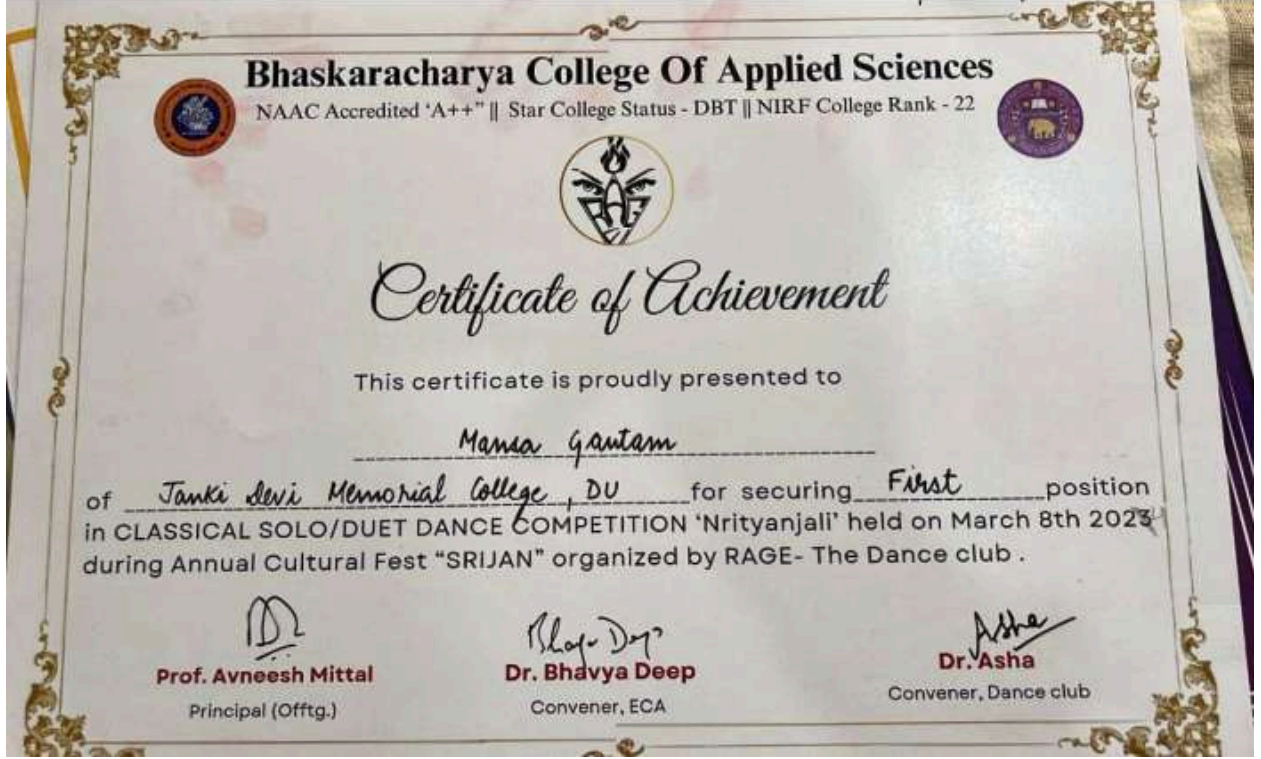 Bhaskaracharya College Of Applied Sciences
NAAC Accredited 'A++" || Star College Status - DBT || NIRF College Rank - 22
RAGE
Certificate of Achievement
This certificate is proudly presented to
Mansa Gautam
of Janki Devi Memorial College, DU for securing First position
in CLASSICAL SOLO/DUET DANCE COMPETITION 'Nrityanjali' held on March 8th 2023
during Annual Cultural Fest "SRIJAN" organized by RAGE- The Dance club .
Asha
Prof. Avneesh Mittal
Dr. Bhavya Deep
Dr. Asha
Principal (Offtg.)
Convener, ECA
Convener, Dance club